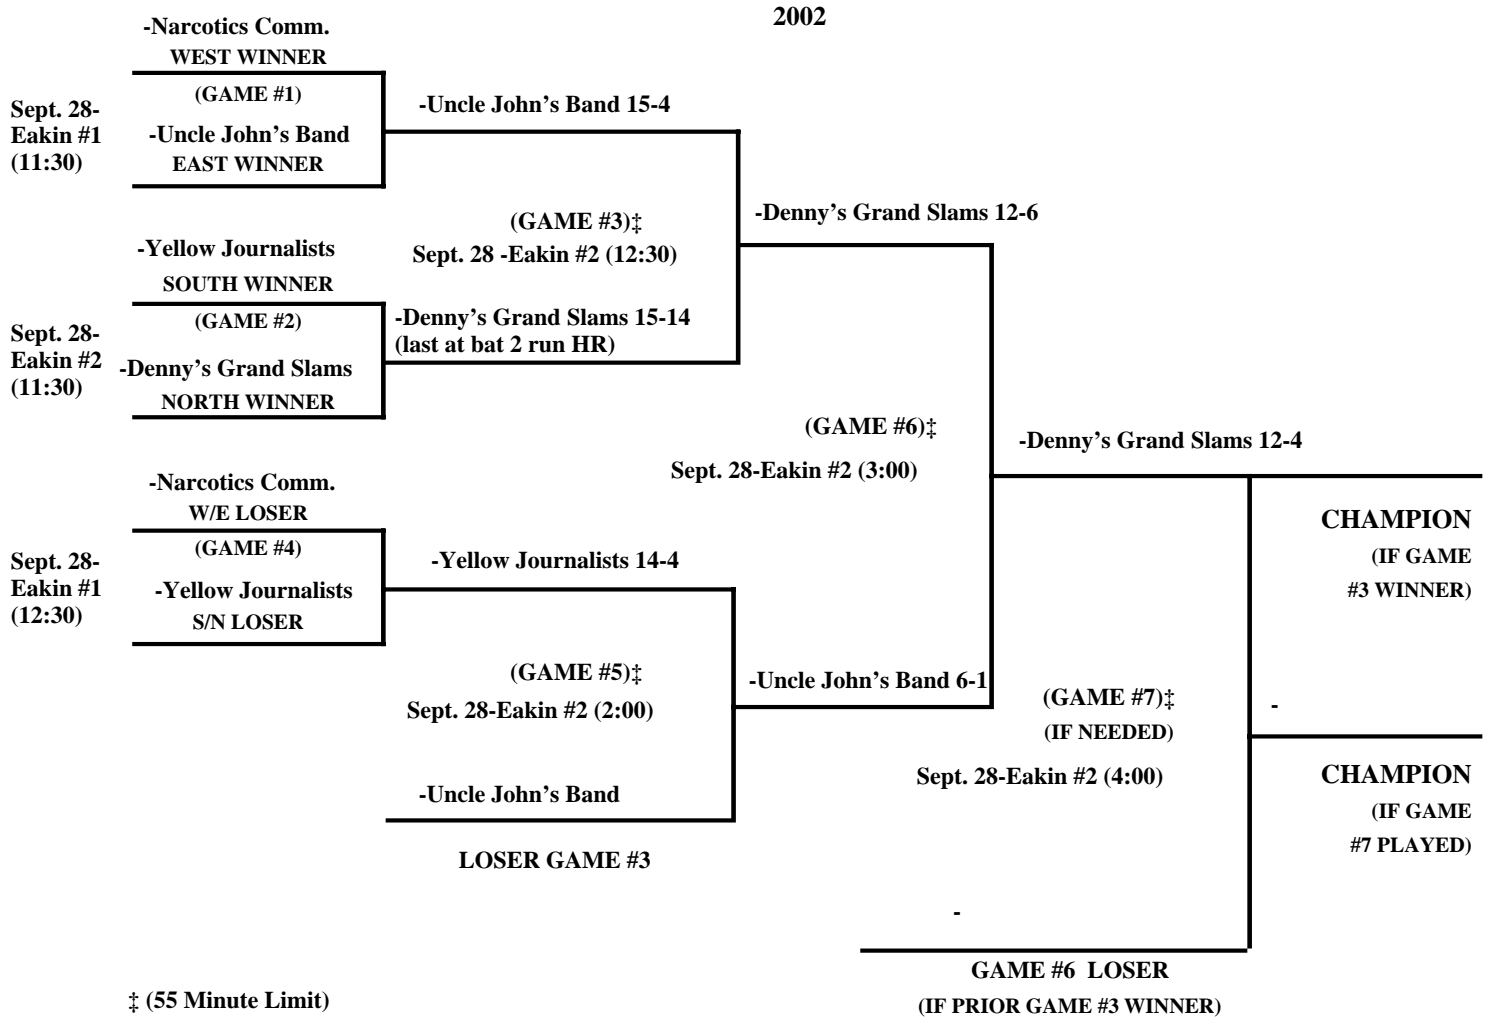 2002
-Narcotics Comm.
WEST WINNER
(GAME #1)
Sept. 28-
Eakin #1
(11:30)
-Uncle John's Band
EAST WINNER
-Uncle John's Band 15-4
(GAME #3)‡
Sept. 28 -Eakin #2 (12:30)
-Denny's Grand Slams 12-6
-Yellow Journalists
SOUTH WINNER
(GAME #2)
Sept. 28-
Eakin #2
(11:30)
-Denny's Grand Slams
NORTH WINNER
-Denny's Grand Slams 15-14
(last at bat 2 run HR)
(GAME #6)‡
Sept. 28-Eakin #2 (3:00)
-Denny's Grand Slams 12-4
CHAMPION
(IF GAME
#3 WINNER)
-Narcotics Comm.
W/E LOSER
(GAME #4)
Sept. 28-
Eakin #1
(12:30)
-Yellow Journalists
S/N LOSER
-Yellow Journalists 14-4
(GAME #5)‡
Sept. 28-Eakin #2 (2:00)
-Uncle John's Band 6-1
-Uncle John's Band
LOSER GAME #3
(GAME #7)‡
(IF NEEDED)
Sept. 28-Eakin #2 (4:00)
-
CHAMPION
(IF GAME
#7 PLAYED)
-
GAME #6 LOSER
(IF PRIOR GAME #3 WINNER)
‡ (55 Minute Limit)